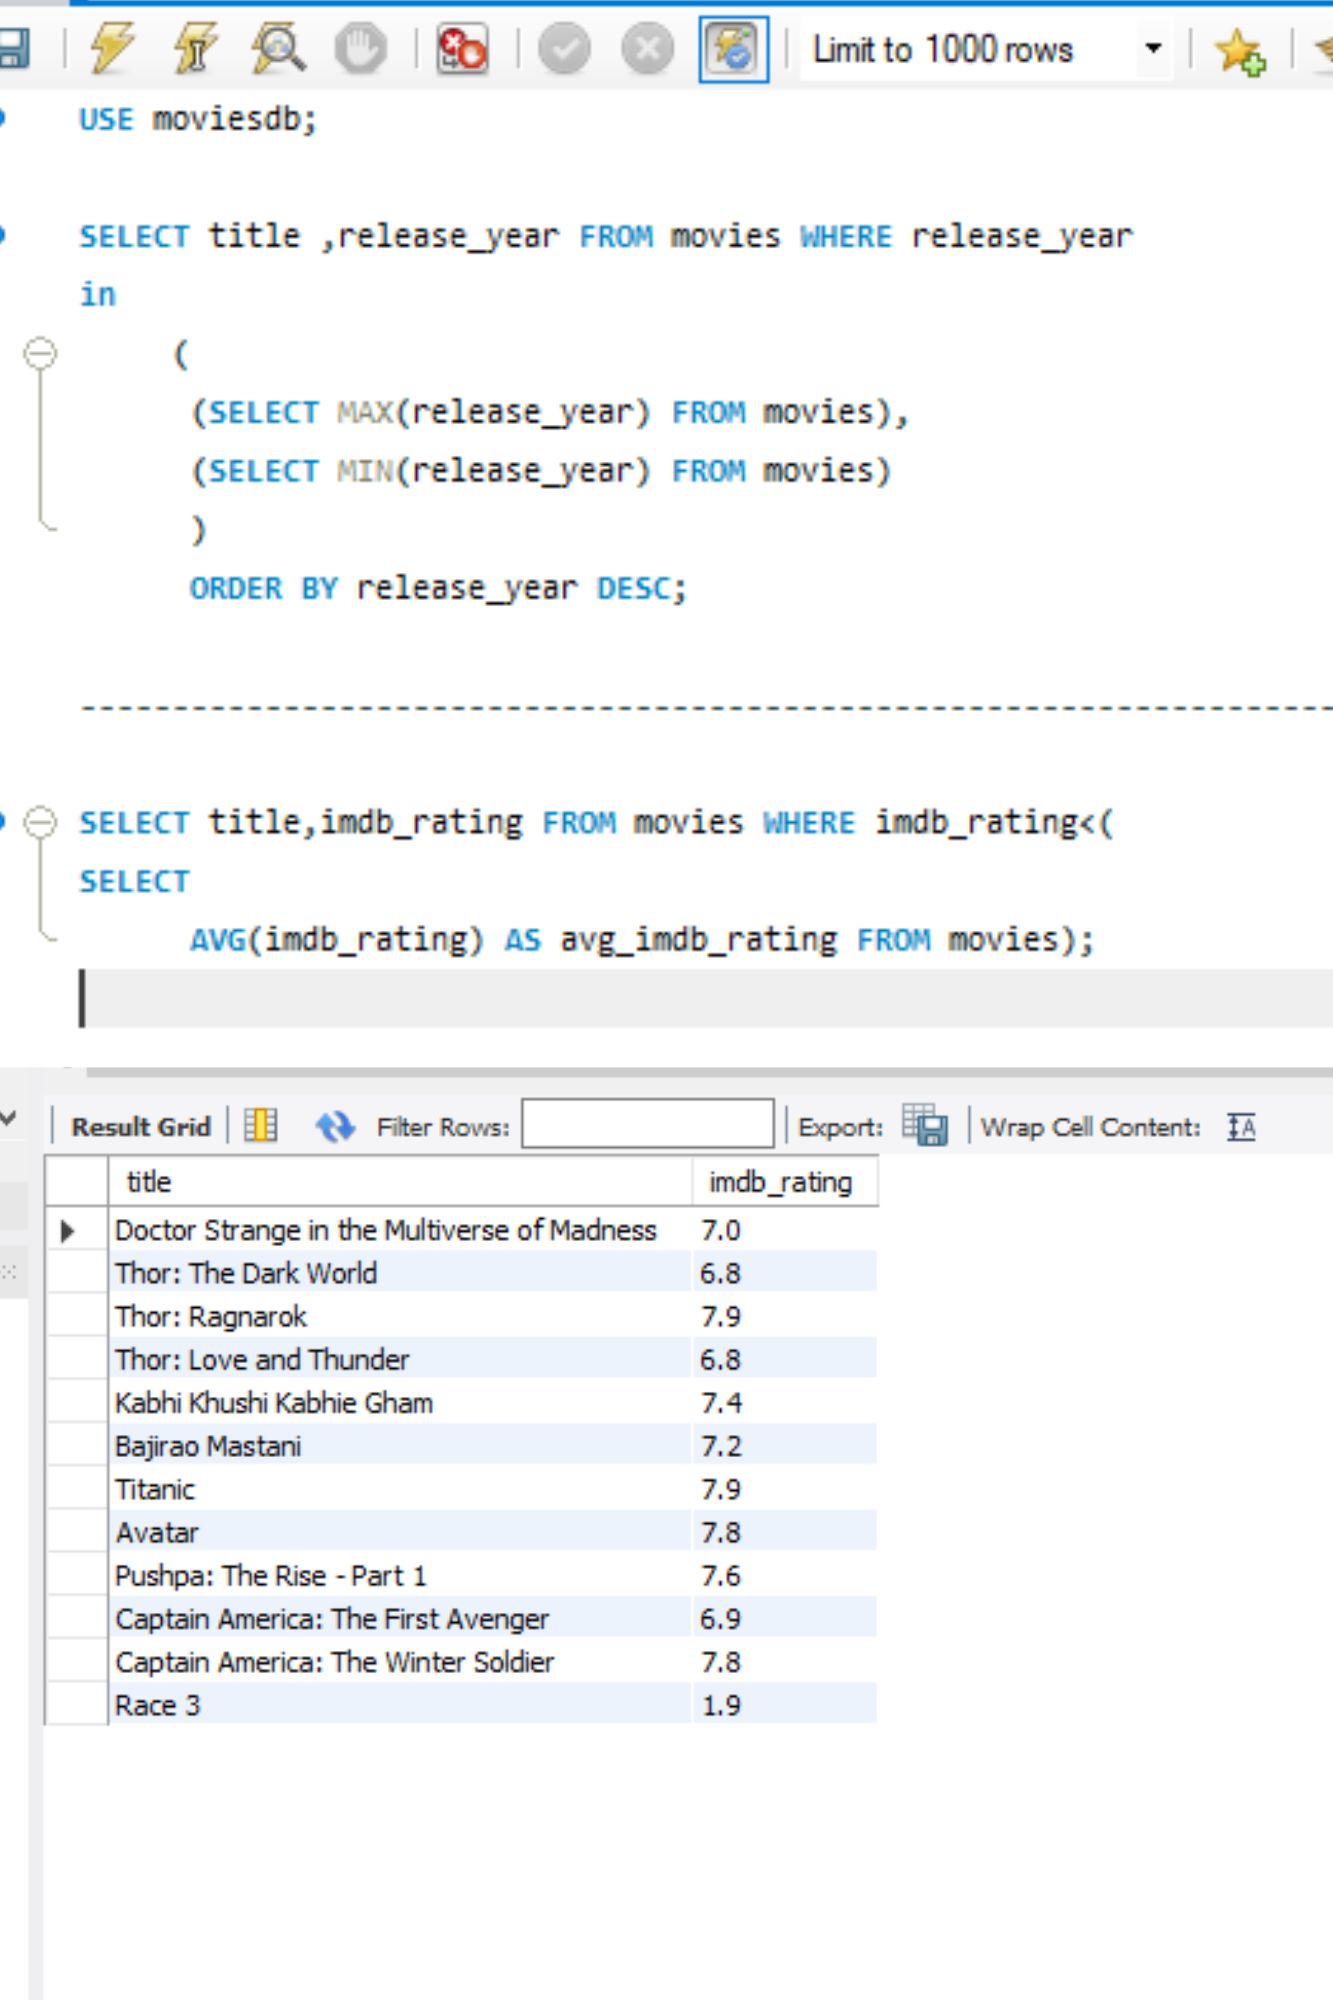 Limit to 1000 rows
USE moviesdb;
SELECT title ,release_year FROM movies WHERE release_year
in
(
(SELECT MAX(release_year) FROM movies),
(SELECT MIN(release_year) FROM movies)
)
ORDER BY release_year DESC;
--------------------------------------------------------------------
SELECT title,imdb_rating FROM movies WHERE imdb_rating<(
SELECT
AVG(imdb_rating) AS avg_imdb_rating FROM movies);
Result Grid Filter Rows: Export: Wrap Cell Content: IA
title imdb_rating
Doctor Strange in the Multiverse of Madness 7.0
Thor: The Dark World 6.8
Thor: Ragnarok 7.9
Thor: Love and Thunder 6.8
Kabhi Khushi Kabhie Gham 7.4
Bajirao Mastani 7.2
Titanic 7.9
Avatar 7.8
Pushpa: The Rise - Part 1 7.6
Captain America: The First Avenger 6.9
Captain America: The Winter Soldier 7.8
Race 3 1.9